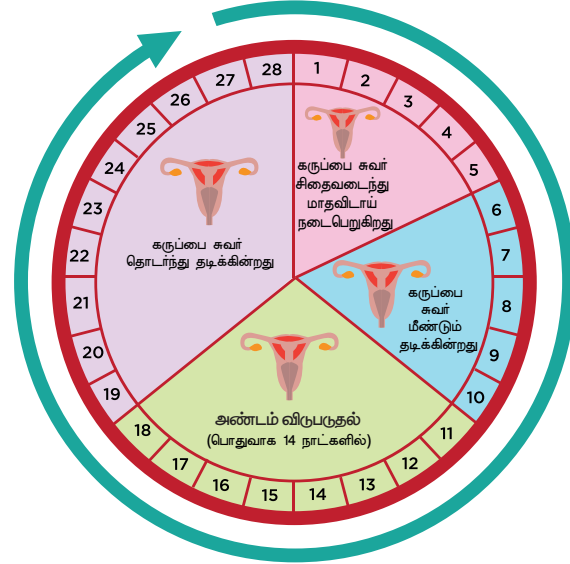 1
2
3
4
5
6
7
8
9
10
11
12
13
14
15
16
17
18
19
20
21
22
23
24
25
26
27
28
கருப்பை சுவர்
சிதைவடைந்து
மாதவிடாய்
நடைபெறுகிறது
கருப்பை
சுவர்
மீண்டும்
தடிக்கின்றது
அண்டம் விடுபடுதல்
(பொதுவாக 14 நாட்களில்)
கருப்பை சுவர்
தொடர்ந்து தடிக்கின்றது